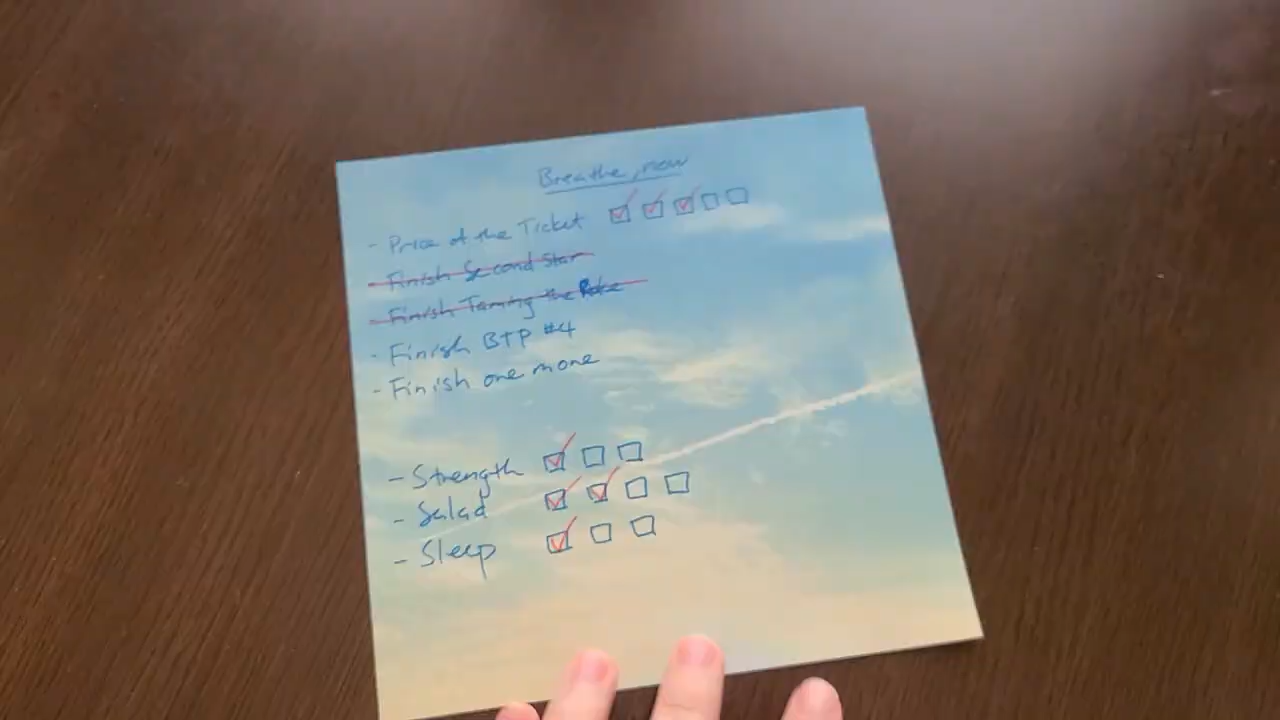 Breathe, now
- Price of the Ticket
- Finish Second Star
- Finish Taming the Rake
- Finish BTP #4
- Finish one more
- Strength
- Salad
- Sleep